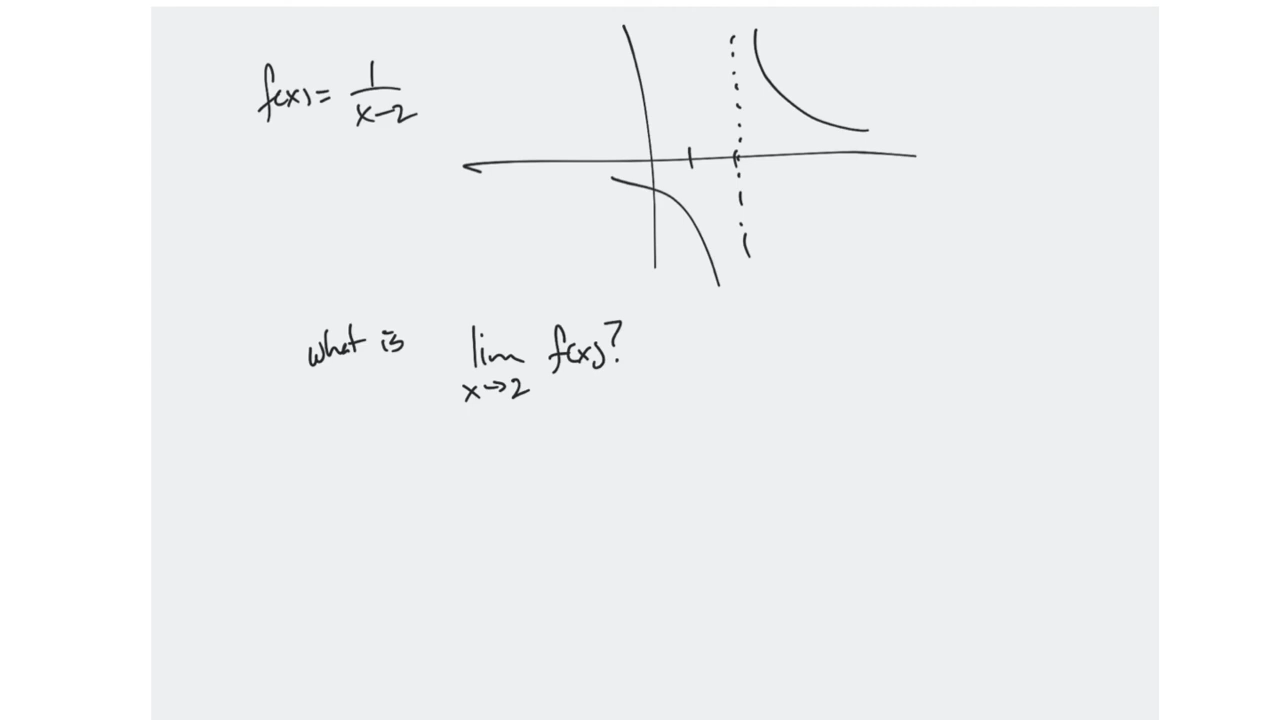 f(x) = 1/(x-2)
what is lim x→2 f(x)?